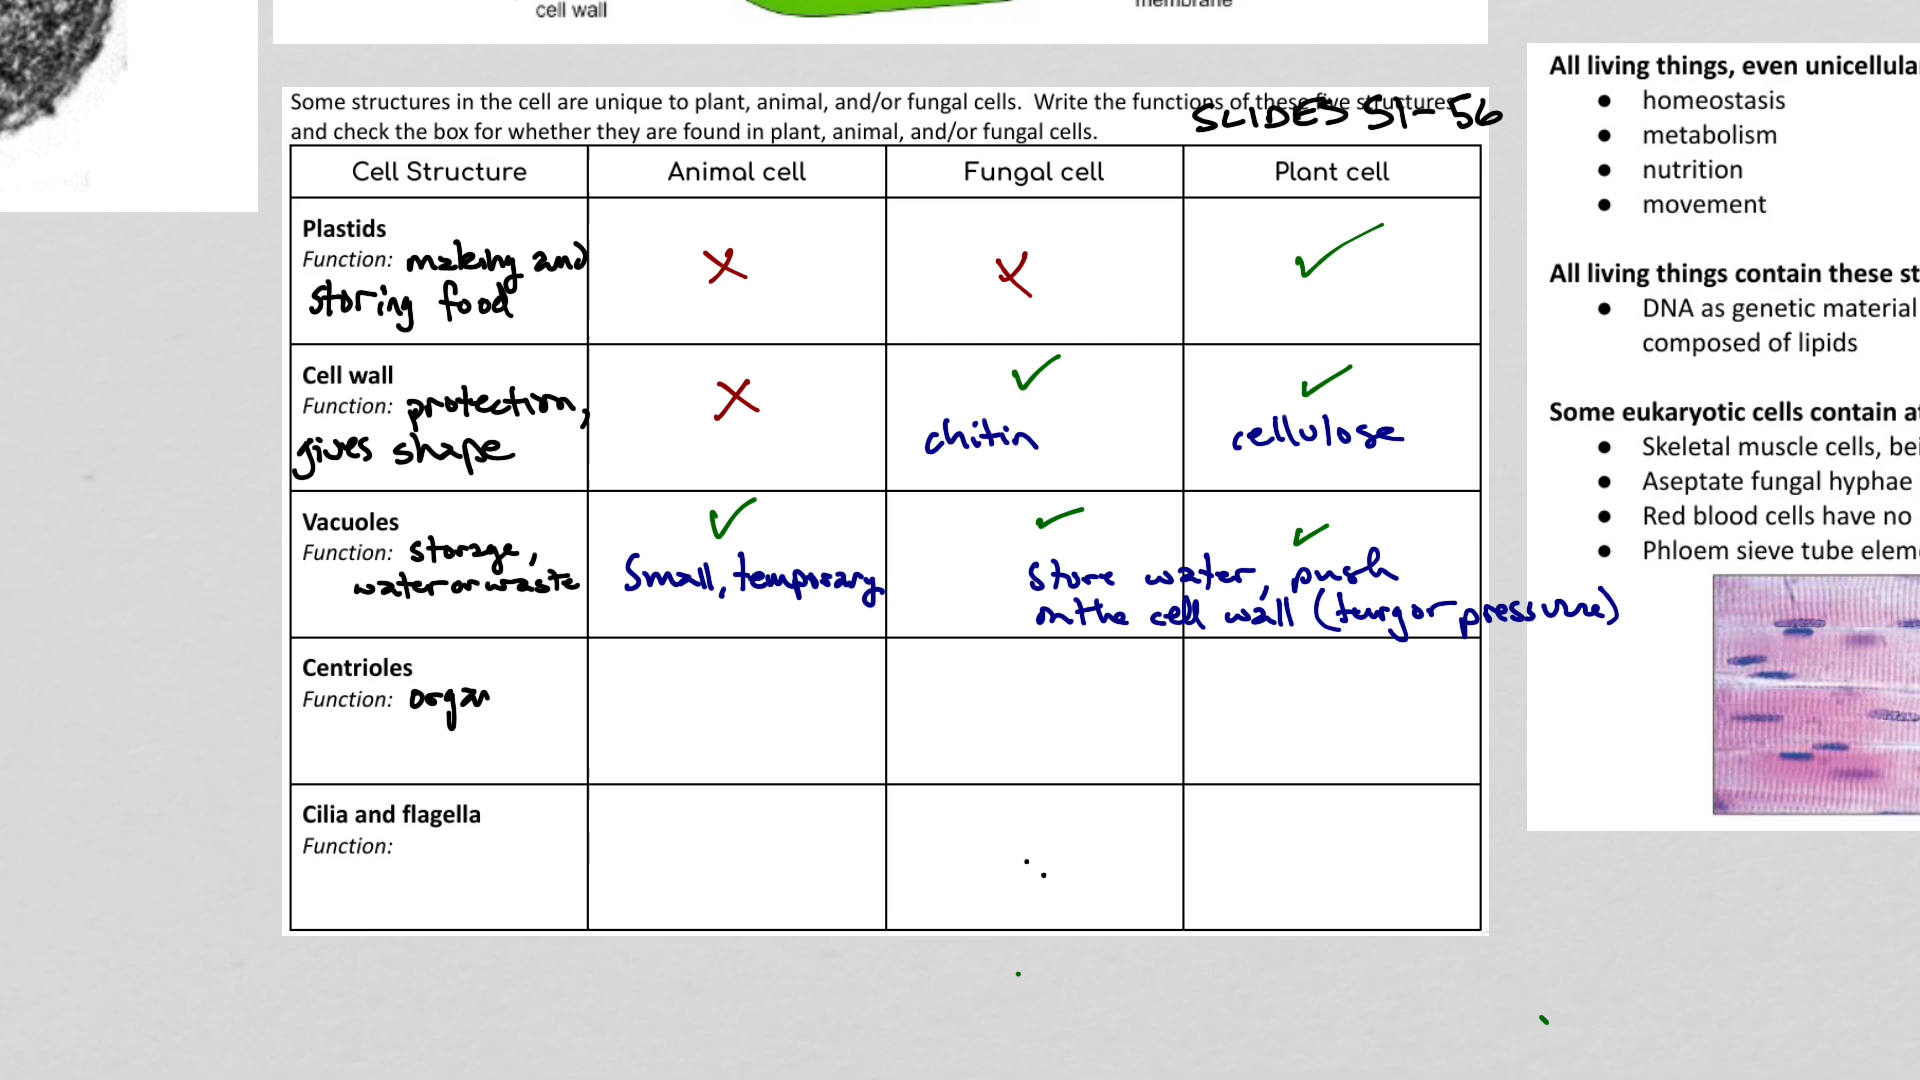 cell wall
membrane
Some structures in the cell are unique to plant, animal, and/or fungal cells. Write the functions of these five structures
and check the box for whether they are found in plant, animal, and/or fungal cells.
SLIDES 51-56
Cell Structure Animal cell Fungal cell Plant cell
Plastids
Function: making and
storing food
Cell wall
Function: protection,
gives shape
chitin
cellulose
Vacuoles
Function: storage,
water or waste
Small, temporary
store water, push
on the cell wall (turgor pressure)
Centrioles
Function: organ
Cilia and flagella
Function:
All living things, even unicellula
● homeostasis
● metabolism
● nutrition
● movement
All living things contain these st
● DNA as genetic material
composed of lipids
Some eukaryotic cells contain at
● Skeletal muscle cells, bei
● Aseptate fungal hyphae
● Red blood cells have no
● Phloem sieve tube elem